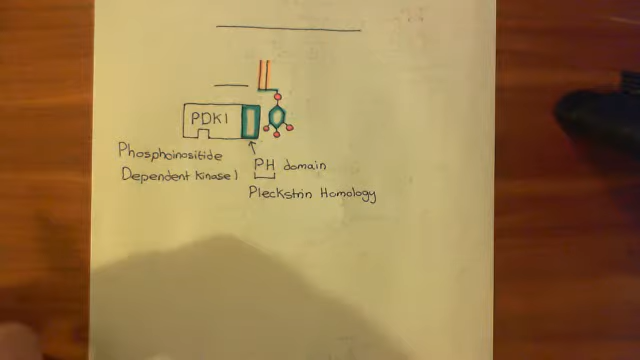 PDK1
Phosphoinositide
Dependent Kinase 1
PH domain
Pleckstrin Homology